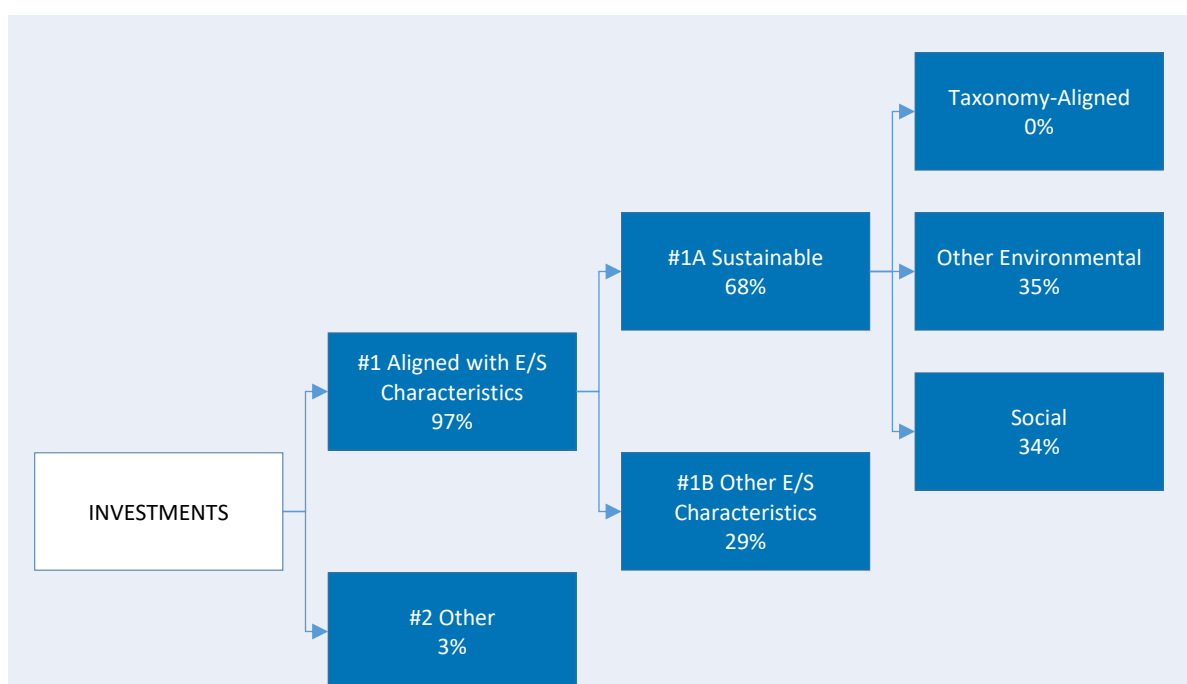 INVESTMENTS
#1 Aligned with E/S
Characteristics
97%
#2 Other
3%
#1A Sustainable
68%
#1B Other E/S
Characteristics
29%
Taxonomy-Aligned
0%
Other Environmental
35%
Social
34%